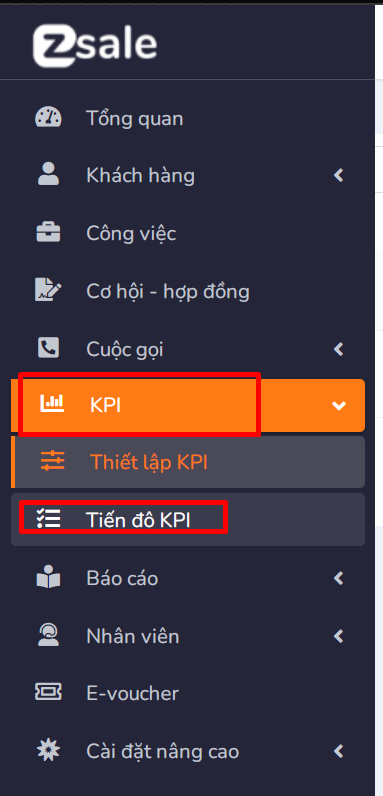 zsale
Tổng quan
Khách hàng
Công việc
Cơ hội - hợp đồng
Cuộc gọi
KPI
Thiết lập KPI
Tiến đô KPI
Báo cáo
Nhân viên
E-voucher
Cài đặt nâng cao